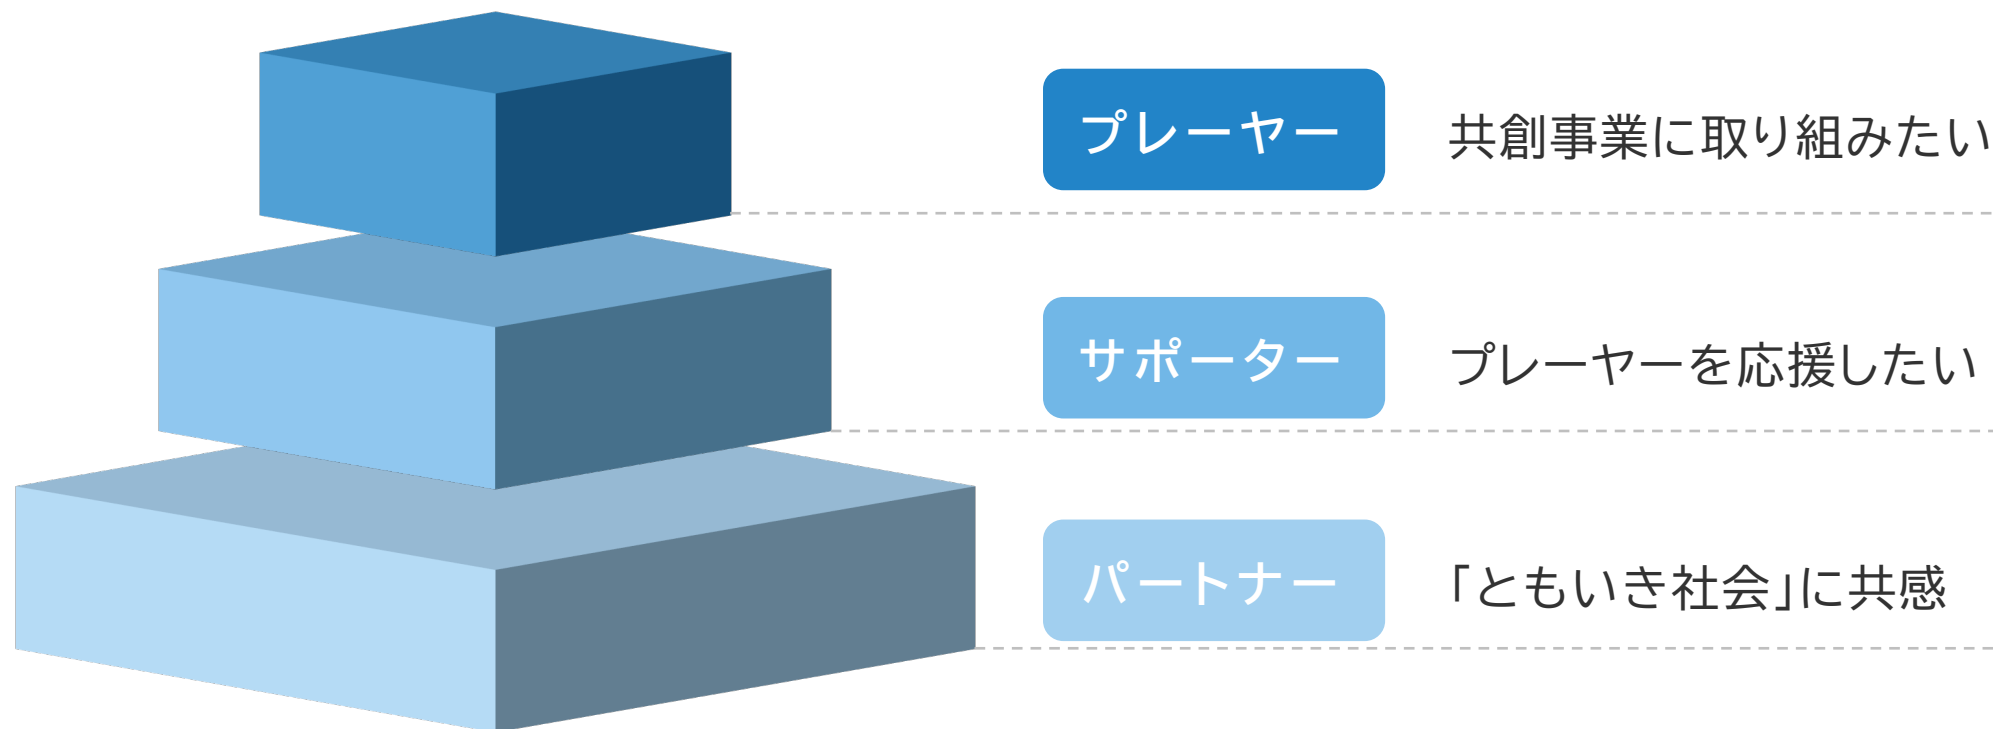 プレーヤー 共創事業に取り組みたい
サポーター プレーヤーを応援したい
パートナー 「ともいき社会」に共感